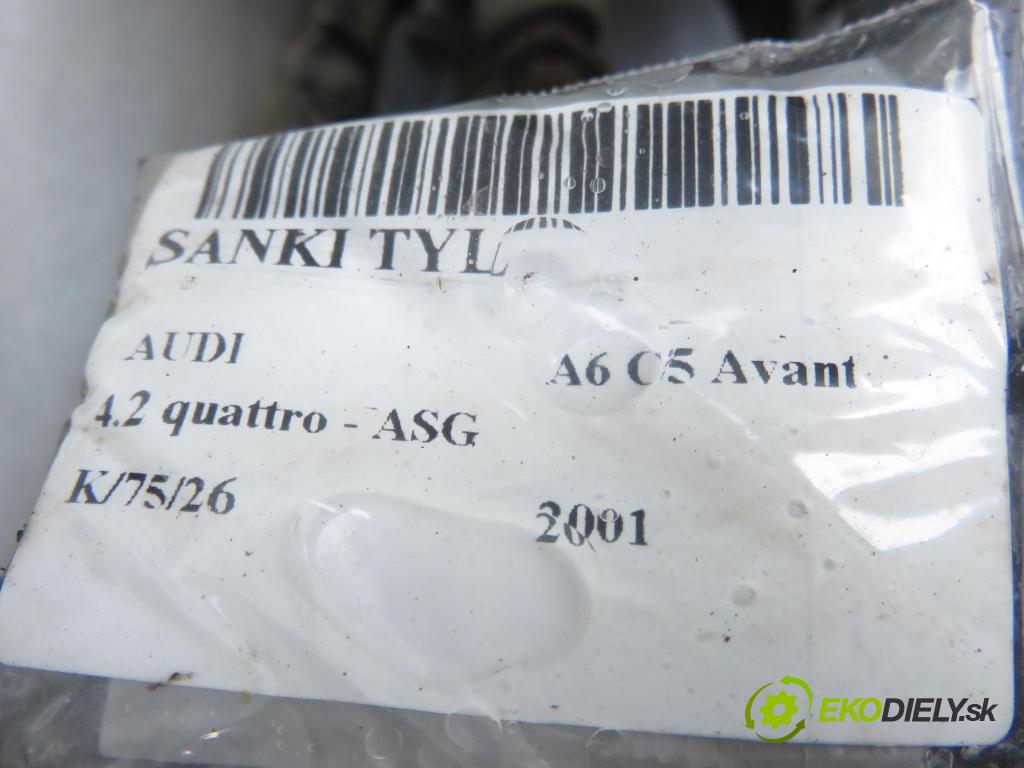 SANKI TYL
AUDI
A6 C5 Avant
4.2 quattro - ASG
K/75/26
2001
EKODIELY.sk